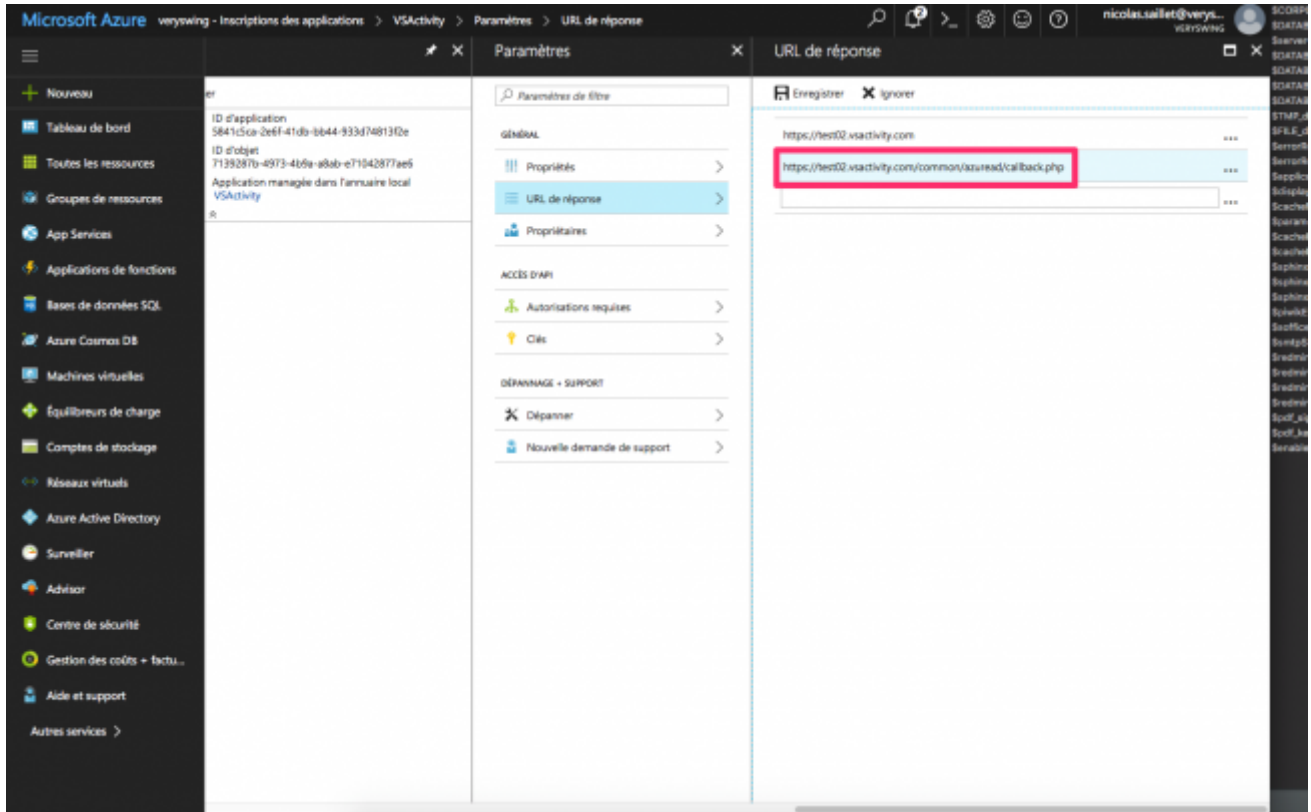 Microsoft Azure veryswing - Inscriptions des applications > VSActivity > Paramètres > URL de réponse
nicolas.saillet@verys...
VERYSWING
Nouveau
Tableau de bord
Toutes les ressources
Groupes de ressources
App Services
Applications de fonctions
Bases de données SQL
Azure Cosmos DB
Machines virtuelles
Équilibreurs de charge
Comptes de stockage
Réseaux virtuels
Azure Active Directory
Surveiller
Advisor
Centre de sécurité
Gestion des coûts + factu...
Aide et support
Autres services >
er
ID d'application
5841c5ca-2e6f-41db-bb44-933d74813f2e
ID d'objet
7139287b-4973-4b9a-a8ab-e71042877ae6
Application managée dans l'annuaire local
VSActivity
Paramètres
Paramètres de filtre
GÉNÉRAL
Propriétés
URL de réponse
Propriétaires
ACCÈS D'API
Autorisations requises
Clés
DÉPANNAGE + SUPPORT
Dépanner
Nouvelle demande de support
URL de réponse
Enregistrer Ignorer
https://test02.vsactivity.com
https://test02.vsactivity.com/common/azuread/callback.php